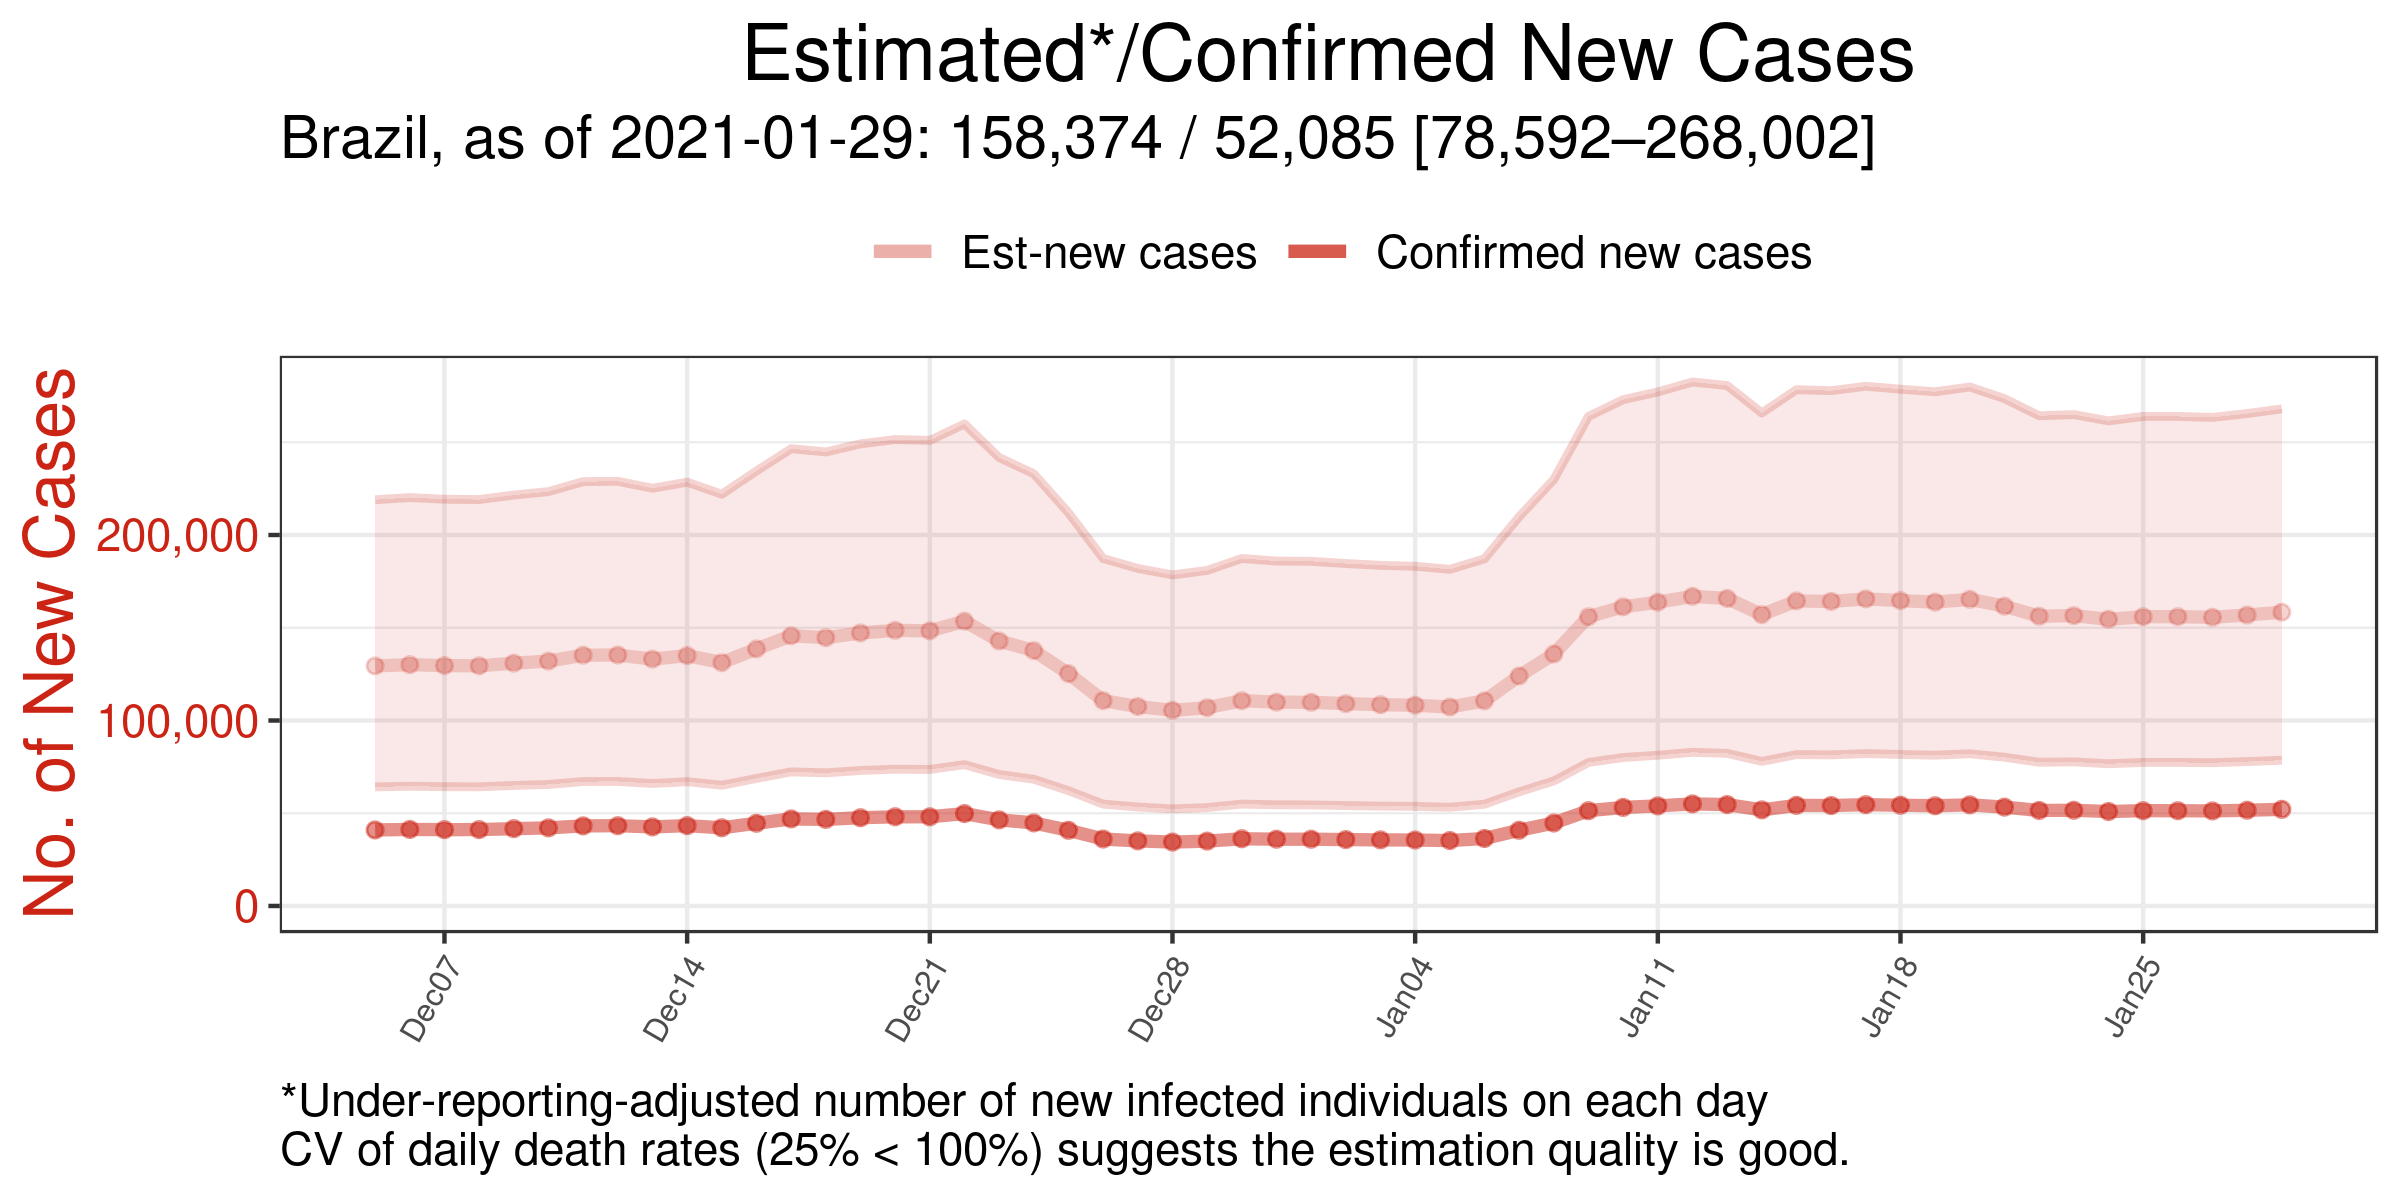 Estimated*/Confirmed New Cases
Brazil, as of 2021-01-29: 158,374 / 52,085 [78,592–268,002]
Est-new cases Confirmed new cases
No. of New Cases
200,000
100,000
0
Dec07 Dec14 Dec21 Dec28 Jan04 Jan11 Jan18 Jan25
*Under-reporting-adjusted number of new infected individuals on each day
CV of daily death rates (25% < 100%) suggests the estimation quality is good.